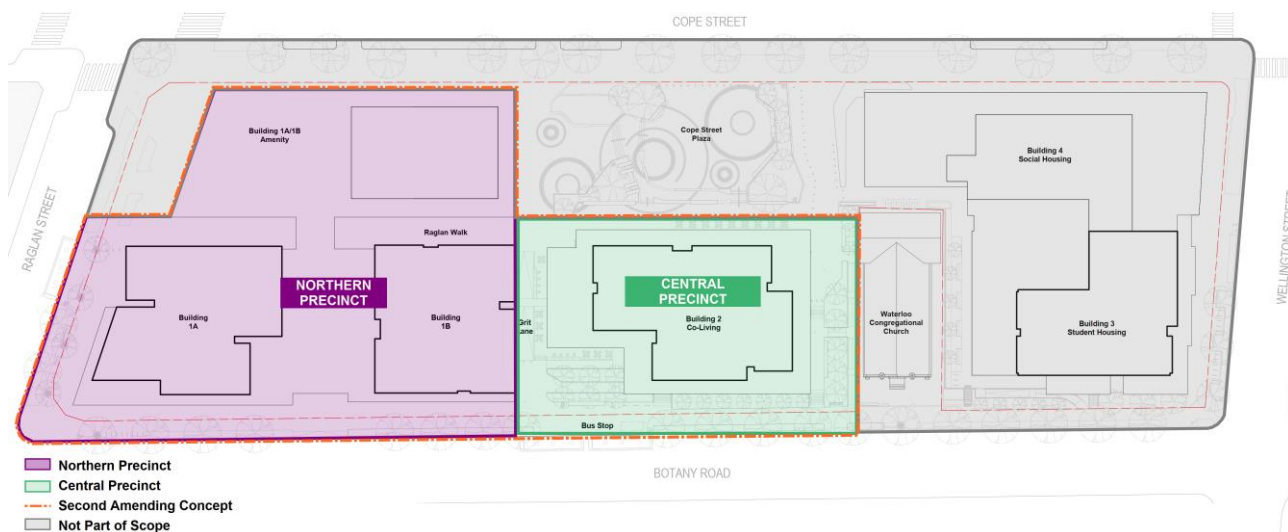 COPE STREET
Building 1A/1B
Amenity
Cope Street
Plaza
Building 4
Social Housing
RAGLAN STREET
WELLINGTON STREET
Raglan Walk
NORTHERN
PRECINCT
CENTRAL
PRECINCT
Building
1A
Building
1B
Grit
Lane
Building 2
Co-Living
Waterloo
Congregational
Church
Building 3
Student Housing
Bus Stop
BOTANY ROAD
Northern Precinct
Central Precinct
Second Amending Concept
Not Part of Scope